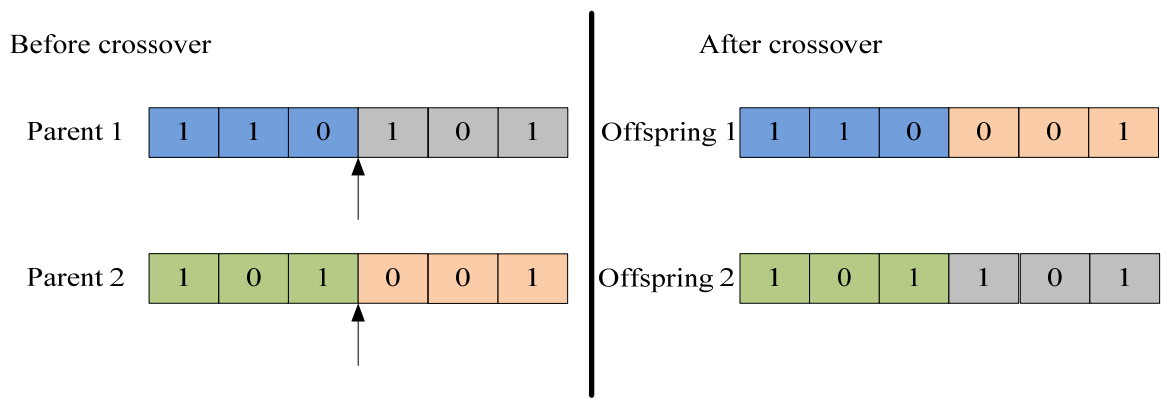 Before crossover
After crossover
Parent 1 1 1 0 1 0 1
Offspring 1 1 1 0 0 0 1
Parent 2 1 0 1 0 0 1
Offspring 2 1 0 1 1 0 1